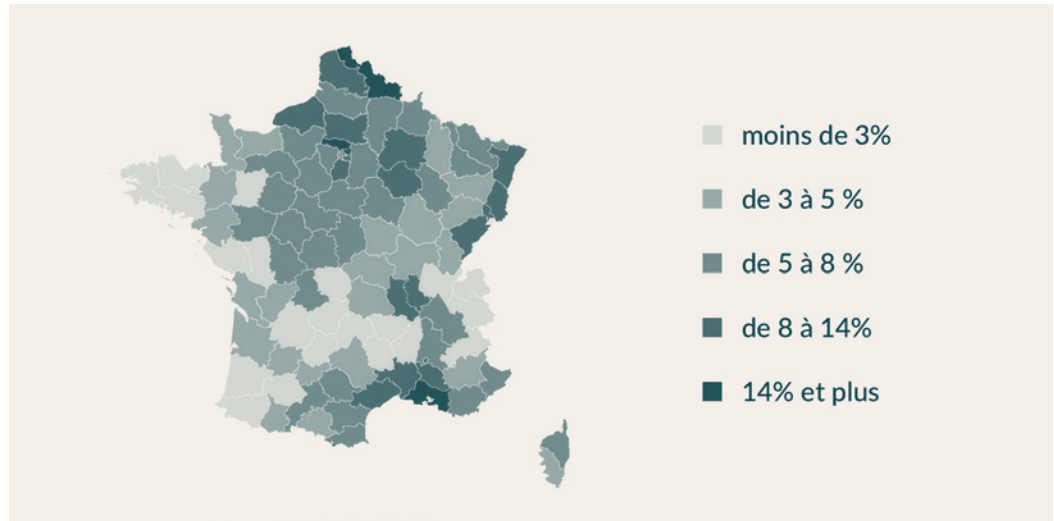 moins de 3%
de 3 à 5 %
de 5 à 8 %
de 8 à 14%
14% et plus